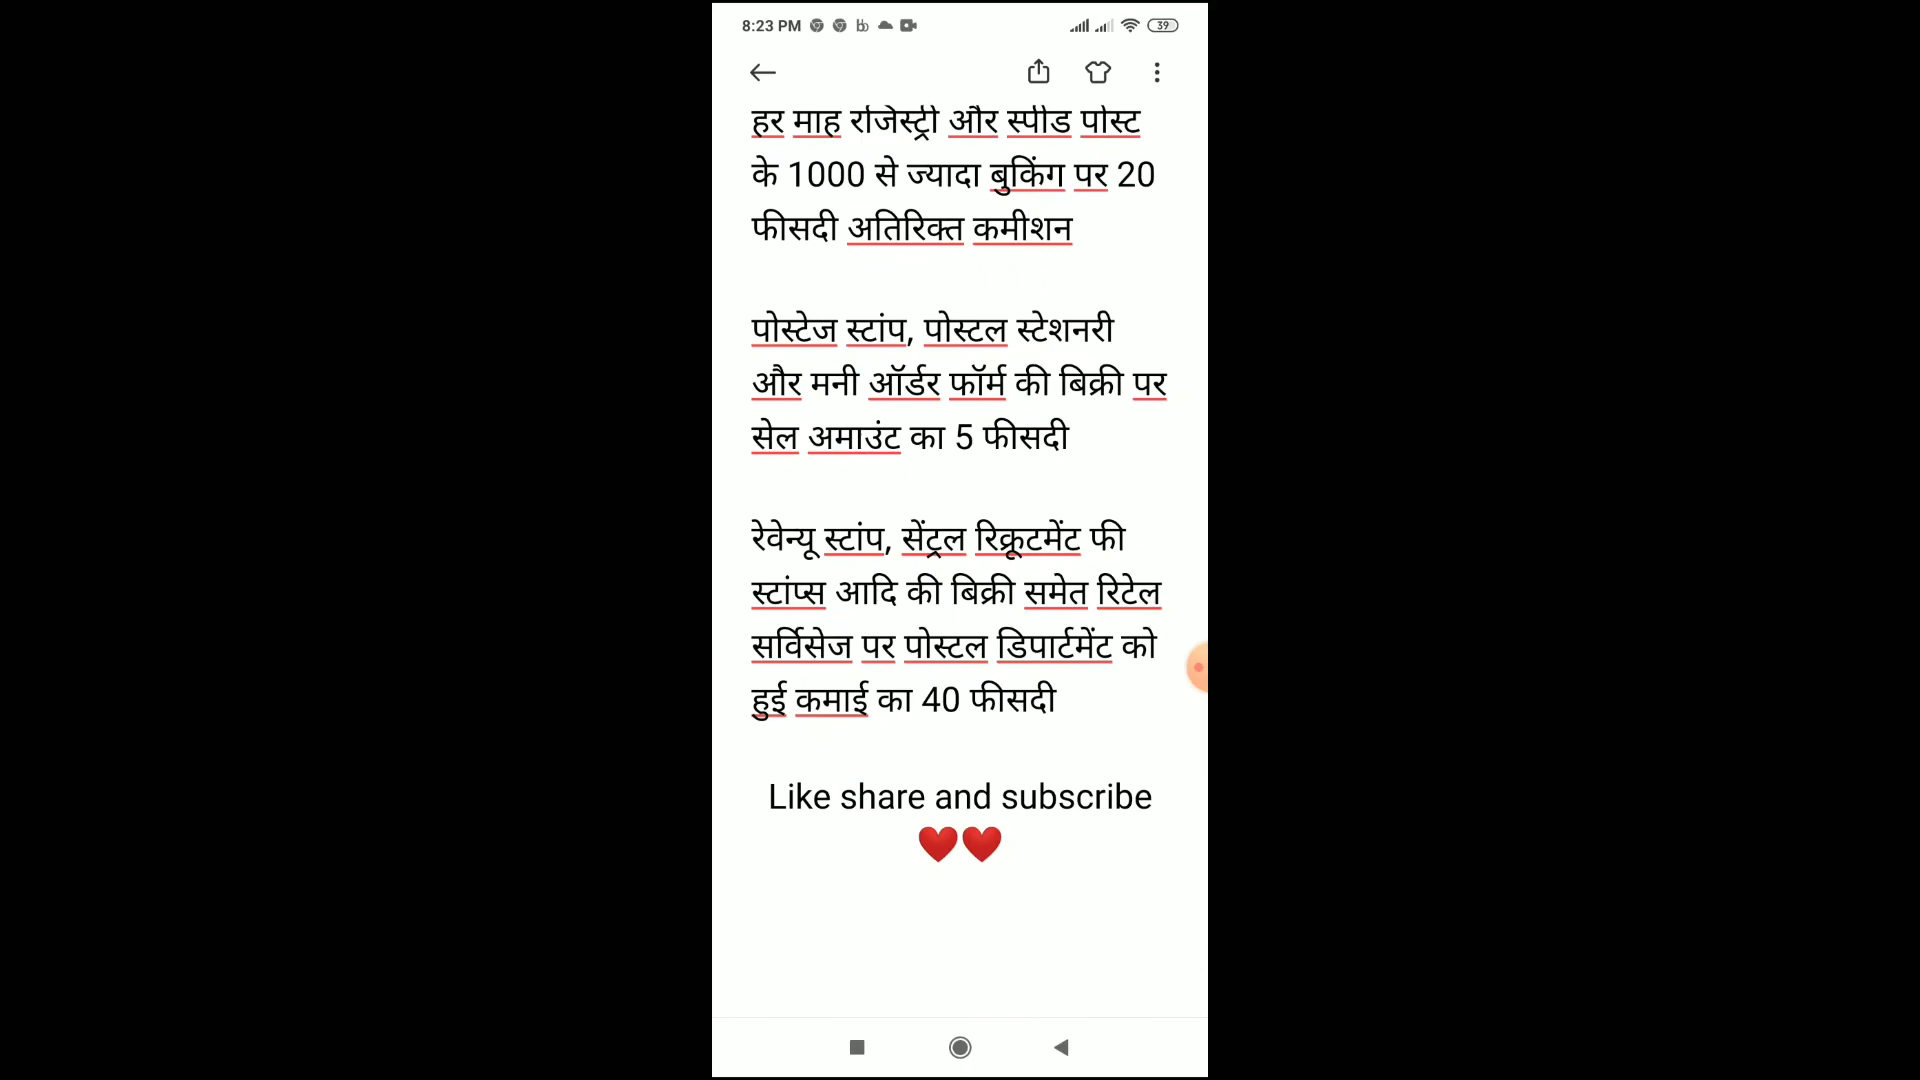 8:23 PM
39
हर माह रजिस्ट्री और स्पीड पोस्ट
के 1000 से ज्यादा बुकिंग पर 20
फीसदी अतिरिक्त कमीशन
पोस्टेज स्टांप, पोस्टल स्टेशनरी
और मनी ऑर्डर फॉर्म की बिक्री पर
सेल अमाउंट का 5 फीसदी
रेवेन्यू स्टांप, सेंट्रल रिक्रूटमेंट फी
स्टांप्स आदि की बिक्री समेत रिटेल
सर्विसेज पर पोस्टल डिपार्टमेंट को
हुई कमाई का 40 फीसदी
Like share and subscribe
❤️❤️